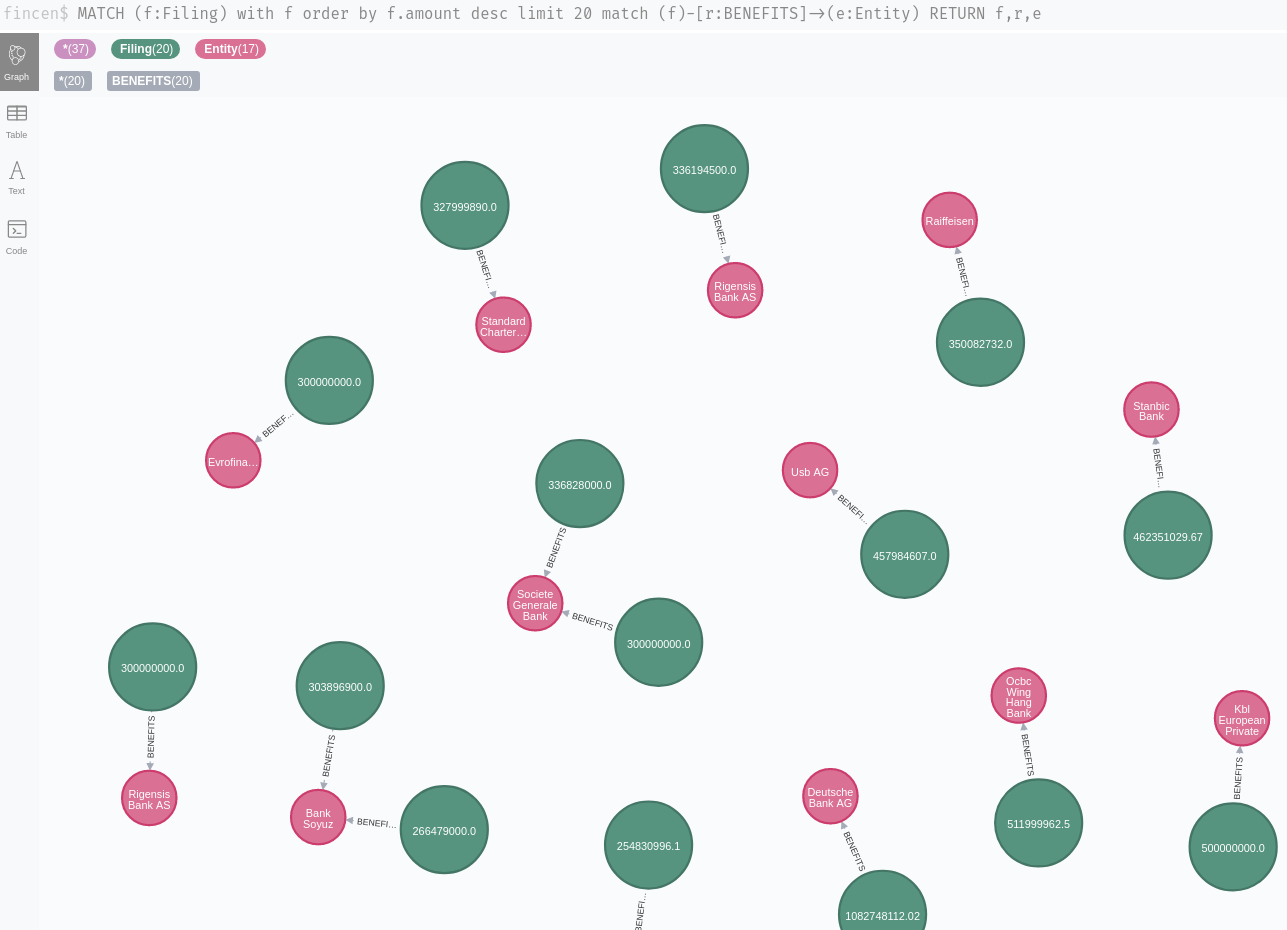 fincen$ MATCH (f:Filing) with f order by f.amount desc limit 20 match (f)-[r:BENEFITS]->(e:Entity) RETURN f,r,e
*(37) Filing(20) Entity(17)
Graph
*(20) BENEFITS(20)
Table
Text
Code
336194500.0
BENEFI…
Rigensis
Bank AS
327999890.0
BENEFI…
Standard
Charter…
Raiffeisen
BENEFI…
350082732.0
300000000.0
BENEF…
Evrofina…
Stanbic
Bank
BENEFI…
462351029.67
336828000.0
BENEFITS
Societe
Generale
Bank
BENEFITS
300000000.0
Usb AG
BENEFI…
457984607.0
300000000.0
BENEFITS
Rigensis
Bank AS
303896900.0
BENEFITS
Bank
Soyuz
BENEFI…
266479000.0
254830996.1
BENEFI…
Deutsche
Bank AG
BENEFITS
1082748112.02
Ocbc
Wing
Hang
Bank
BENEFITS
511999962.5
Kbl
European
Private
BENEFITS
500000000.0